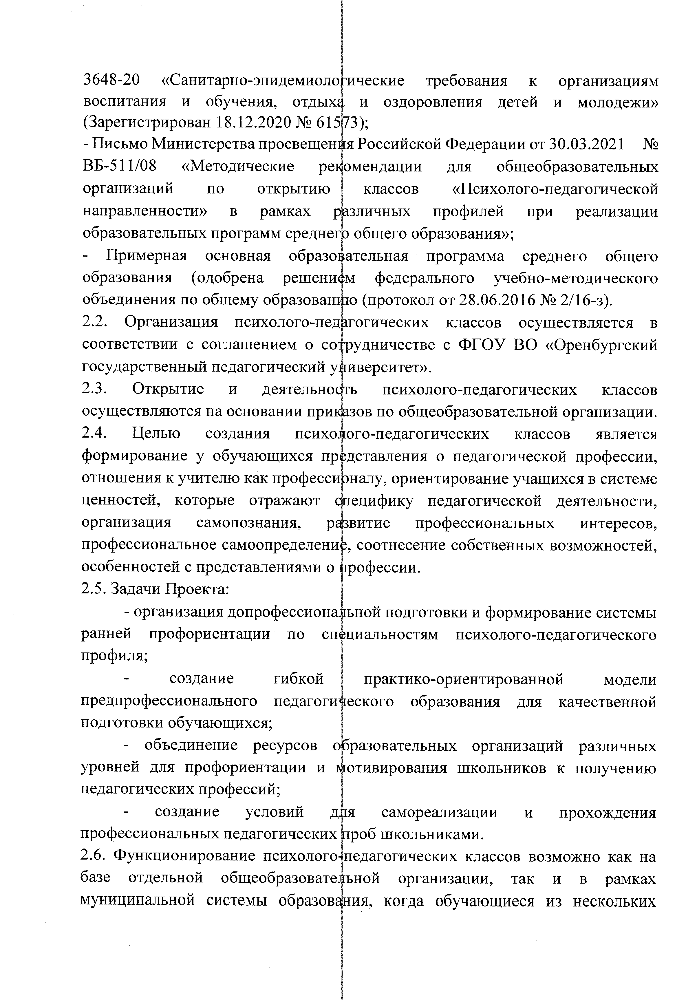 3648-20 «Санитарно-эпидемиологические требования к организациям
воспитания и обучения, отдыха и оздоровления детей и молодежи»
(Зарегистрирован 18.12.2020 № 61573);
- Письмо Министерства просвещения Российской Федерации от 30.03.2021 №
ВБ-511/08 «Методические рекомендации для общеобразовательных
организаций по открытию классов «Психолого-педагогической
направленности» в рамках различных профилей при реализации
образовательных программ среднего общего образования»;
- Примерная основная образовательная программа среднего общего
образования (одобрена решением федерального учебно-методического
объединения по общему образованию (протокол от 28.06.2016 № 2/16-з).
2.2. Организация психолого-педагогических классов осуществляется в
соответствии с соглашением о сотрудничестве с ФГОУ ВО «Оренбургский
государственный педагогический университет».
2.3. Открытие и деятельность психолого-педагогических классов
осуществляются на основании приказов по общеобразовательной организации.
2.4. Целью создания психолого-педагогических классов является
формирование у обучающихся представления о педагогической профессии,
отношения к учителю как профессионалу, ориентирование учащихся в системе
ценностей, которые отражают специфику педагогической деятельности,
организация самопознания, развитие профессиональных интересов,
профессиональное самоопределение, соотнесение собственных возможностей,
особенностей с представлениями о профессии.
2.5. Задачи Проекта:
- организация допрофессиональной подготовки и формирование системы
ранней профориентации по специальностям психолого-педагогического
профиля;
- создание гибкой практико-ориентированной модели
предпрофессионального педагогического образования для качественной
подготовки обучающихся;
- объединение ресурсов образовательных организаций различных
уровней для профориентации и мотивирования школьников к получению
педагогических профессий;
- создание условий для самореализации и прохождения
профессиональных педагогических проб школьниками.
2.6. Функционирование психолого-педагогических классов возможно как на
базе отдельной общеобразовательной организации, так и в рамках
муниципальной системы образования, когда обучающиеся из нескольких